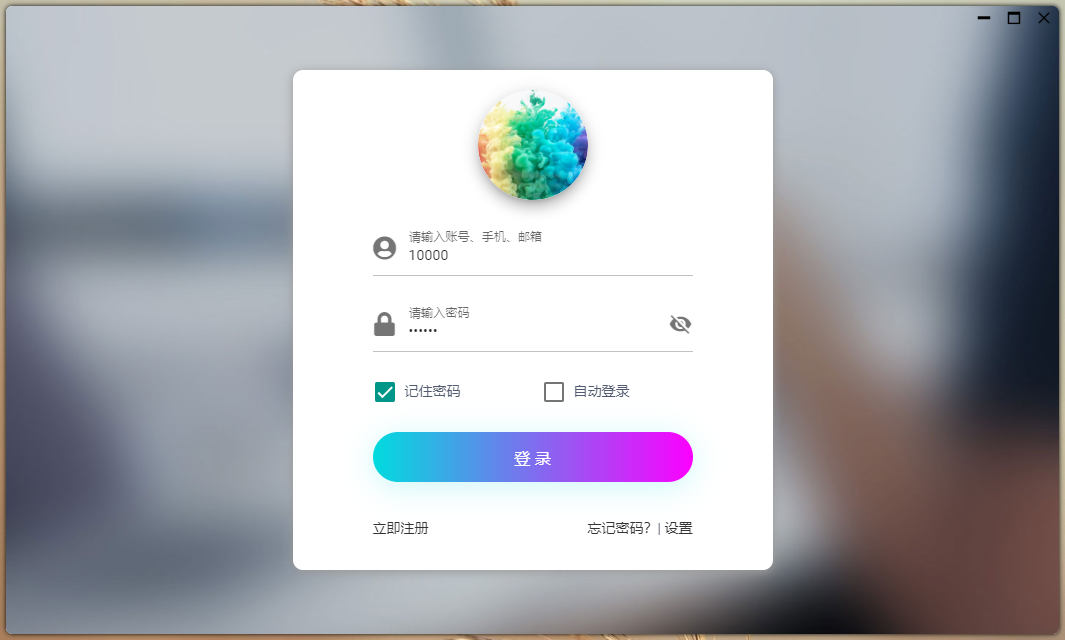 请输入账号、手机、邮箱
10000
请输入密码
••••••
记住密码 自动登录
登 录
立即注册 忘记密码? | 设置